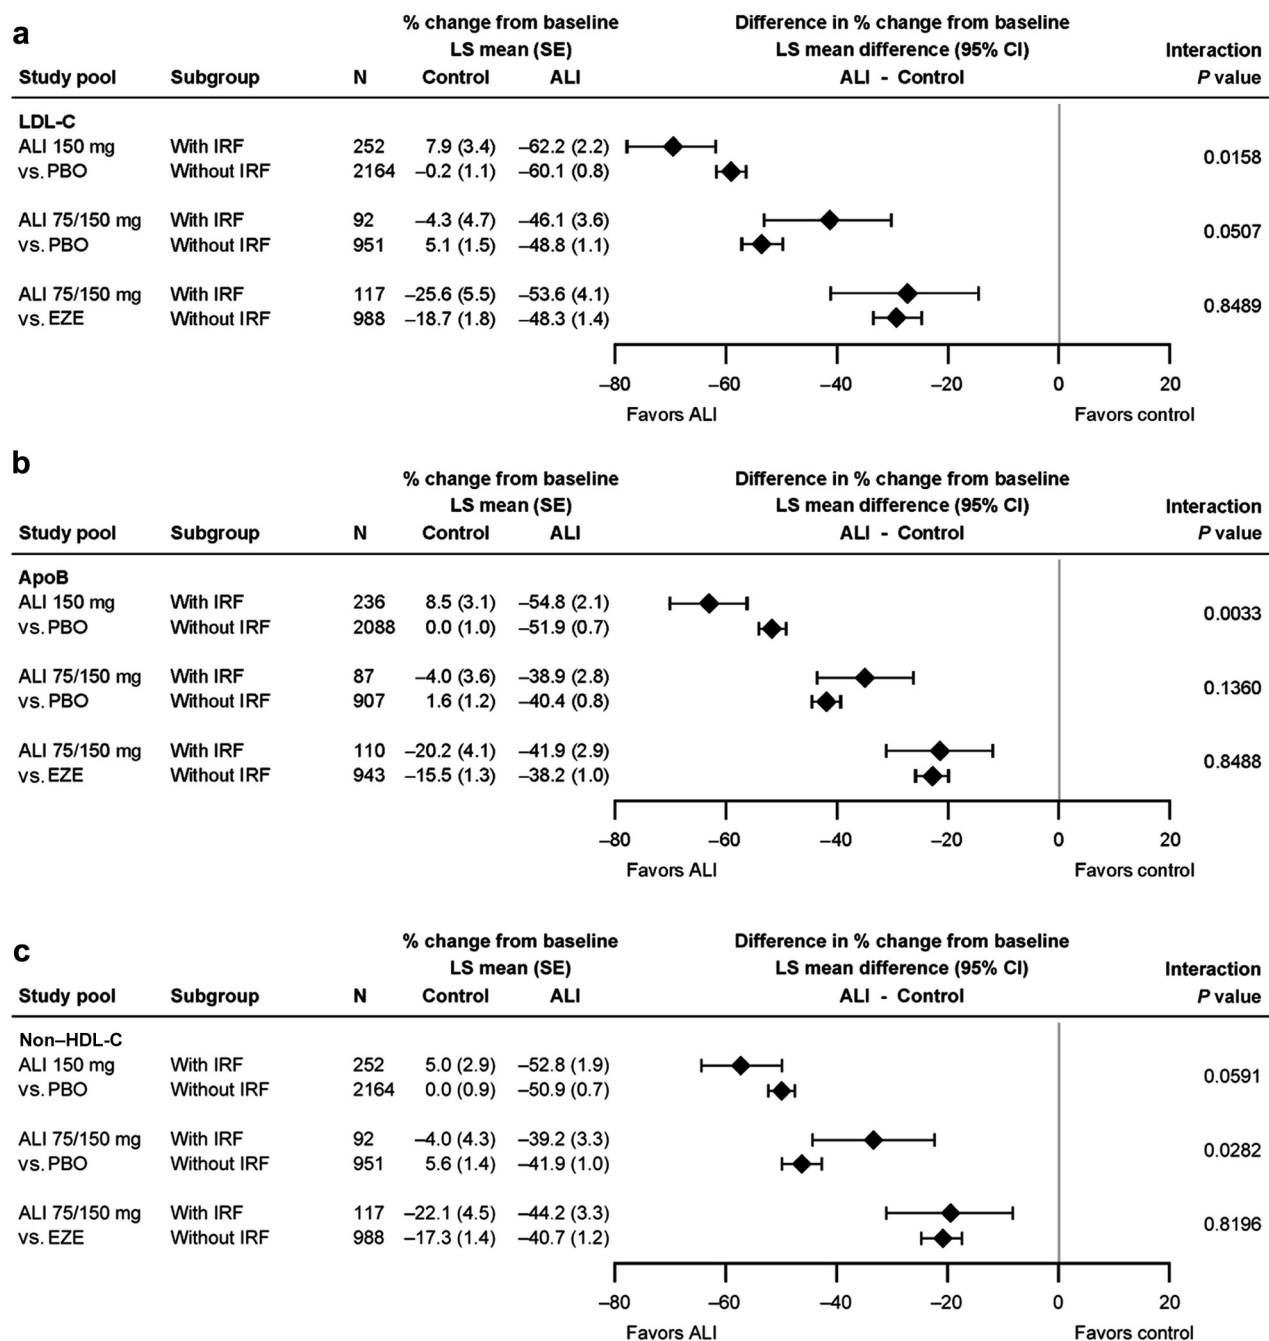 a
% change from baseline Difference in % change from baseline
LS mean (SE) LS mean difference (95% CI) Interaction
Study pool Subgroup N Control ALI ALI - Control P value
LDL-C
ALI 150 mg With IRF 252 7.9 (3.4) –62.2 (2.2)
0.0158
vs. PBO Without IRF 2164 –0.2 (1.1) –60.1 (0.8)
ALI 75/150 mg With IRF 92 –4.3 (4.7) –46.1 (3.6)
0.0507
vs. PBO Without IRF 951 5.1 (1.5) –48.8 (1.1)
ALI 75/150 mg With IRF 117 –25.6 (5.5) –53.6 (4.1)
0.8489
vs. EZE Without IRF 988 –18.7 (1.8) –48.3 (1.4)
–80 –60 –40 –20 0 20
Favors ALI Favors control
b
% change from baseline Difference in % change from baseline
LS mean (SE) LS mean difference (95% CI) Interaction
Study pool Subgroup N Control ALI ALI - Control P value
ApoB
ALI 150 mg With IRF 236 8.5 (3.1) –54.8 (2.1)
0.0033
vs. PBO Without IRF 2088 0.0 (1.0) –51.9 (0.7)
ALI 75/150 mg With IRF 87 –4.0 (3.6) –38.9 (2.8)
0.1360
vs. PBO Without IRF 907 1.6 (1.2) –40.4 (0.8)
ALI 75/150 mg With IRF 110 –20.2 (4.1) –41.9 (2.9)
0.8488
vs. EZE Without IRF 943 –15.5 (1.3) –38.2 (1.0)
–80 –60 –40 –20 0 20
Favors ALI Favors control
c
% change from baseline Difference in % change from baseline
LS mean (SE) LS mean difference (95% CI) Interaction
Study pool Subgroup N Control ALI ALI - Control P value
Non–HDL-C
ALI 150 mg With IRF 252 5.0 (2.9) –52.8 (1.9)
0.0591
vs. PBO Without IRF 2164 0.0 (0.9) –50.9 (0.7)
ALI 75/150 mg With IRF 92 –4.0 (4.3) –39.2 (3.3)
0.0282
vs. PBO Without IRF 951 5.6 (1.4) –41.9 (1.0)
ALI 75/150 mg With IRF 117 –22.1 (4.5) –44.2 (3.3)
0.8196
vs. EZE Without IRF 988 –17.3 (1.4) –40.7 (1.2)
–80 –60 –40 –20 0 20
Favors ALI Favors control